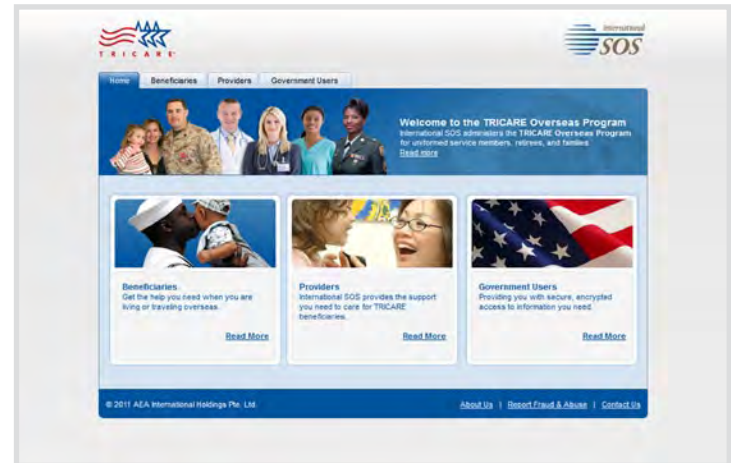 TRICARE
International
SOS
Home Beneficiaries Providers Government Users
Welcome to the TRICARE Overseas Program
International SOS administers the TRICARE Overseas Program
for uniformed service members, retirees, and families.
Read more
Beneficiaries
Get the help you need when you are
living or traveling overseas.
Read More
Providers
International SOS provides the support
you need to care for TRICARE
beneficiaries.
Read More
Government Users
Providing you with secure, encrypted
access to information you need.
Read More
© 2011 AEA International Holdings Pte. Ltd.
About Us | Report Fraud & Abuse | Contact Us